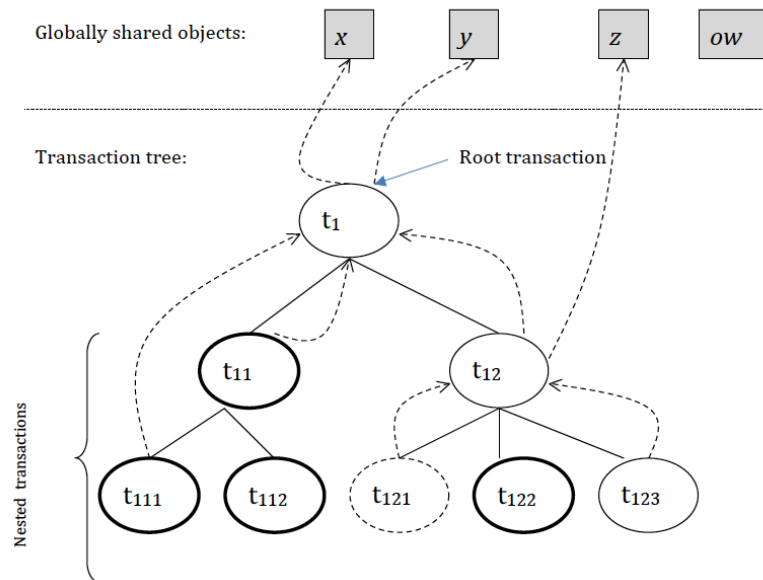 Globally shared objects: x y z ow
Transaction tree: Root transaction
t₁
t₁₁ t₁₂
t₁₁₁ t₁₁₂ t₁₂₁ t₁₂₂ t₁₂₃
Nested transactions